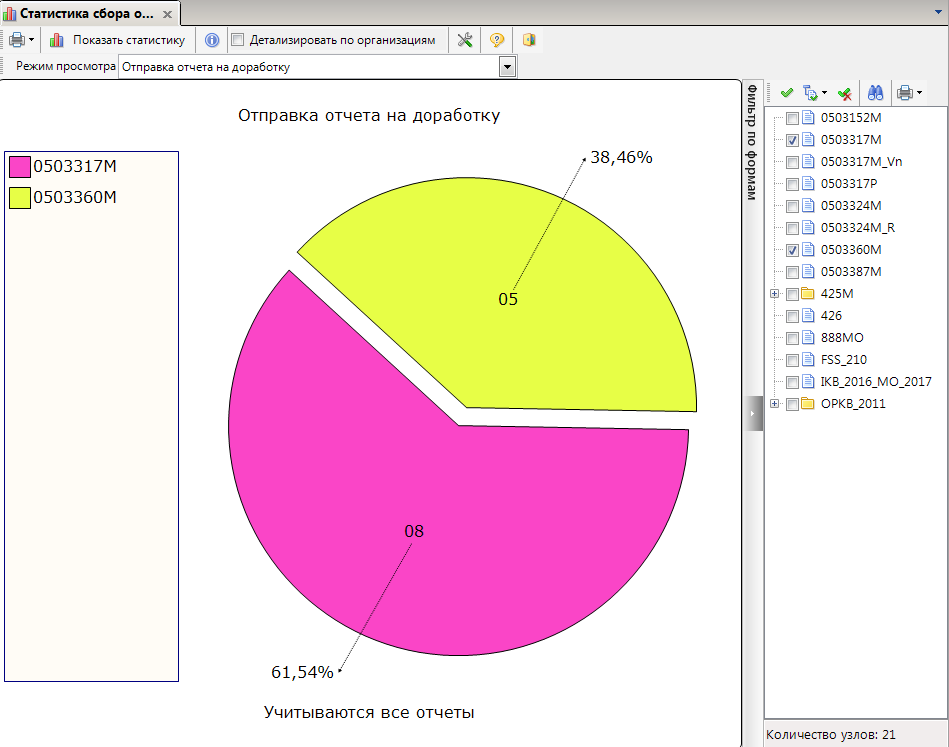 Статистика сбора о...
Показать статистику
Детализировать по организациям
Режим просмотра
Отправка отчета на доработку
Отправка отчета на доработку
0503317M
0503360M
38,46%
05
08
61,54%
Учитываются все отчеты
Фильтр по формам
0503152M
0503317M
0503317M_Vn
0503317P
0503324M
0503324M_R
0503360M
0503387M
425M
426
888MO
FSS_210
IKB_2016_MO_2017
OPKB_2011
Количество узлов: 21